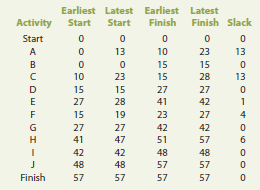 Earliest Latest Earliest Latest
Activity Start Start Finish Finish Slack
Start 0 0 0 0 0
A 0 13 10 23 13
B 0 0 15 15 0
C 10 23 15 28 13
D 15 15 27 27 0
E 27 28 41 42 1
F 15 19 23 27 4
G 27 27 42 42 0
H 41 47 51 57 6
I 42 42 48 48 0
J 48 48 57 57 0
Finish 57 57 57 57 0